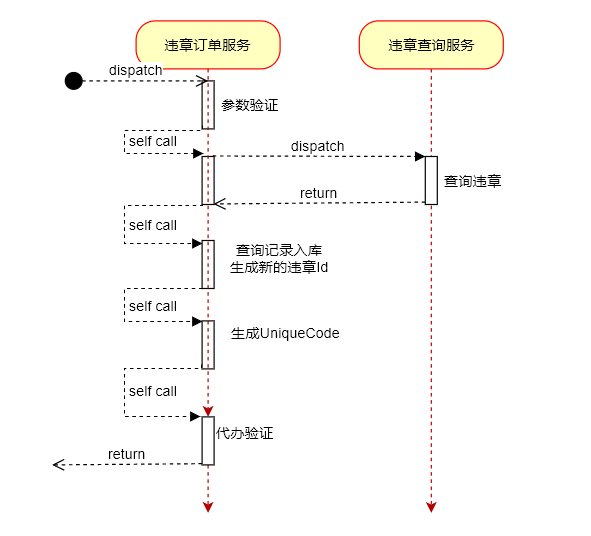 违章订单服务
违章查询服务
dispatch
参数验证
self call
dispatch
查询违章
return
self call
查询记录入库
生成新的违章Id
self call
生成UniqueCode
self call
代办验证
return